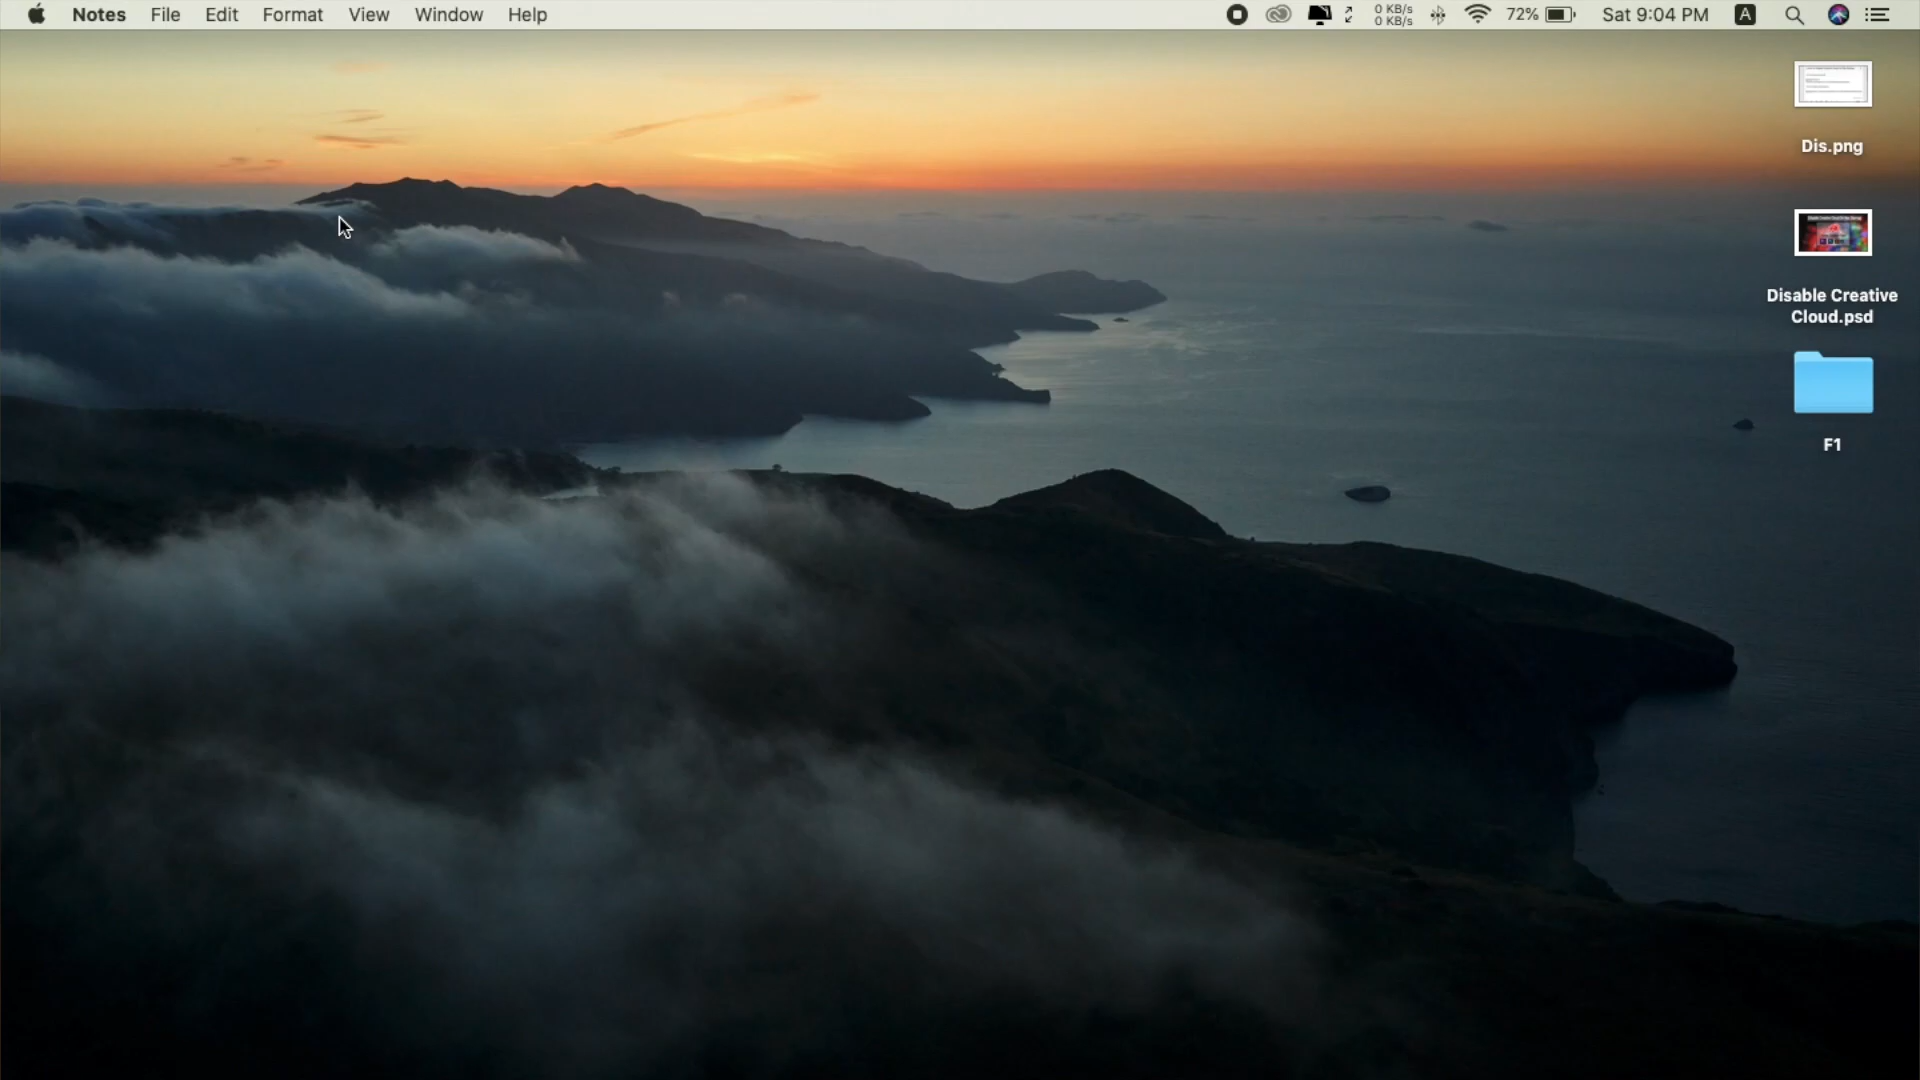 Notes File Edit Format View Window Help
0 KB/s
0 KB/s
72%
Sat 9:04 PM
A
Dis.png
Disable Creative
Cloud.psd
F1